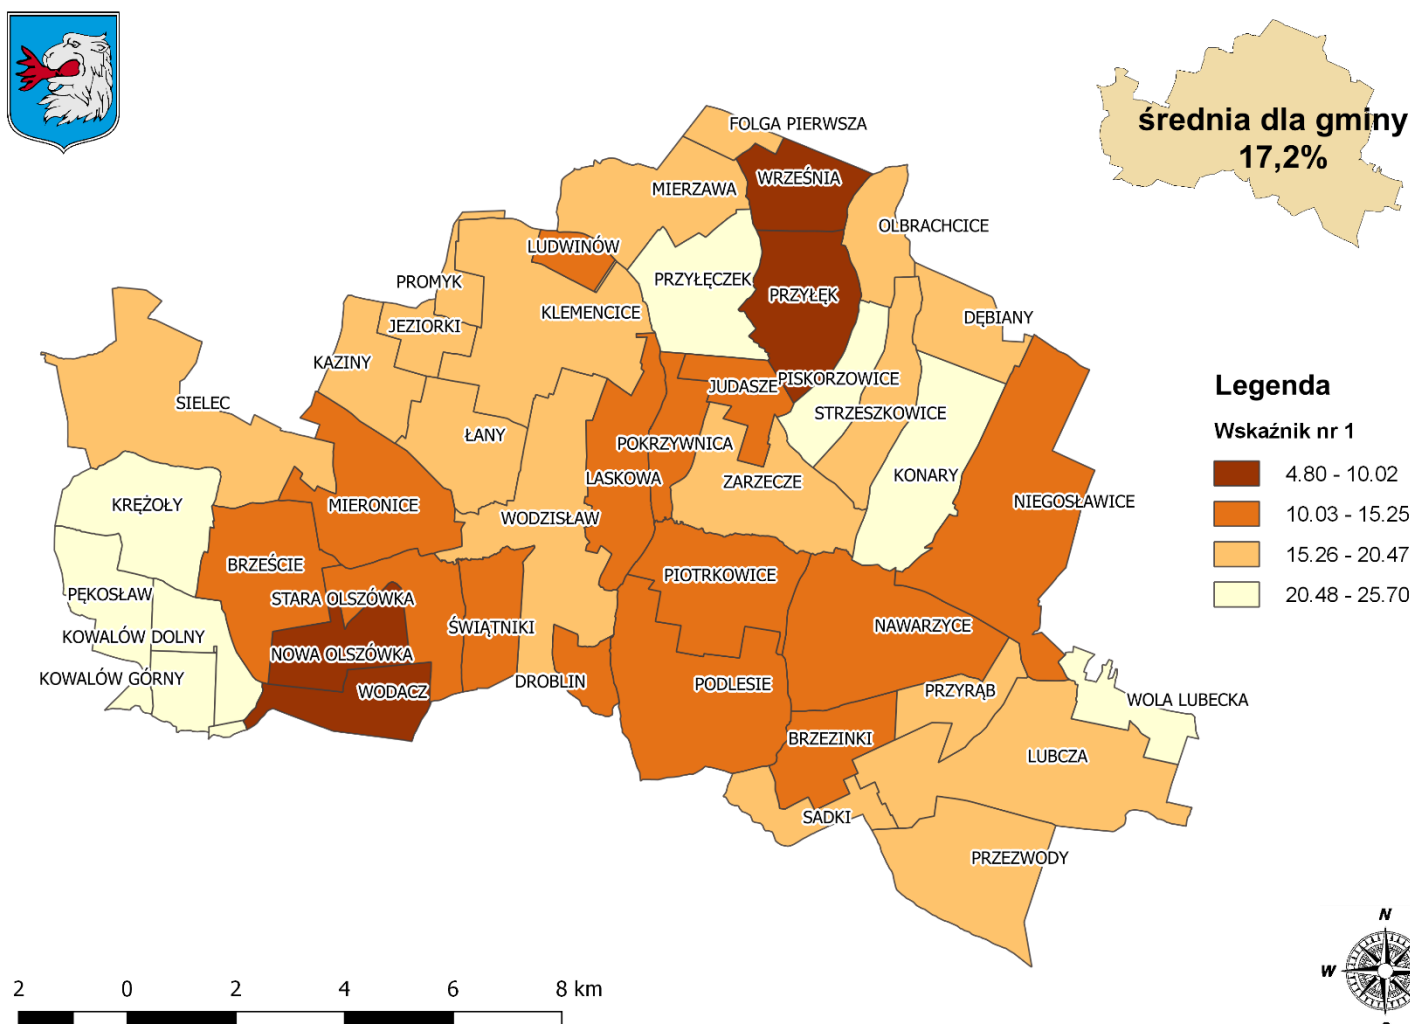 średnia dla gminy
17,2%
FOLGA PIERWSZA
WRZEŚNIA
MIERZAWA
OLBRACHCICE
LUDWINÓW
PROMYK
PRZYŁĘCZEK
PRZYŁĘK
KLEMENCICE
DĘBIANY
JEZIORKI
KAZINY
JUDASZE
PISKORZOWICE
SIELEC
STRZESZKOWICE
ŁANY
POKRZYWNICA
LASKOWA
ZARZECZE
KONARY
KRĘŻOŁY
MIERONICE
NIEGOSŁAWICE
WODZISŁAW
BRZEŚCIE
PIOTRKOWICE
PĘKOSŁAW
STARA OLSZÓWKA
KOWALÓW DOLNY
ŚWIĄTNIKI
NAWARZYCE
NOWA OLSZÓWKA
KOWALÓW GÓRNY
DROBLIN
PODLESIE
WODACZ
PRZYRĄB
WOLA LUBECKA
BRZEZINKI
LUBCZA
SADKI
PRZEZWODY
Legenda
Wskaźnik nr 1
4.80 - 10.02
10.03 - 15.25
15.26 - 20.47
20.48 - 25.70
N
W
2 0 2 4 6 8 km